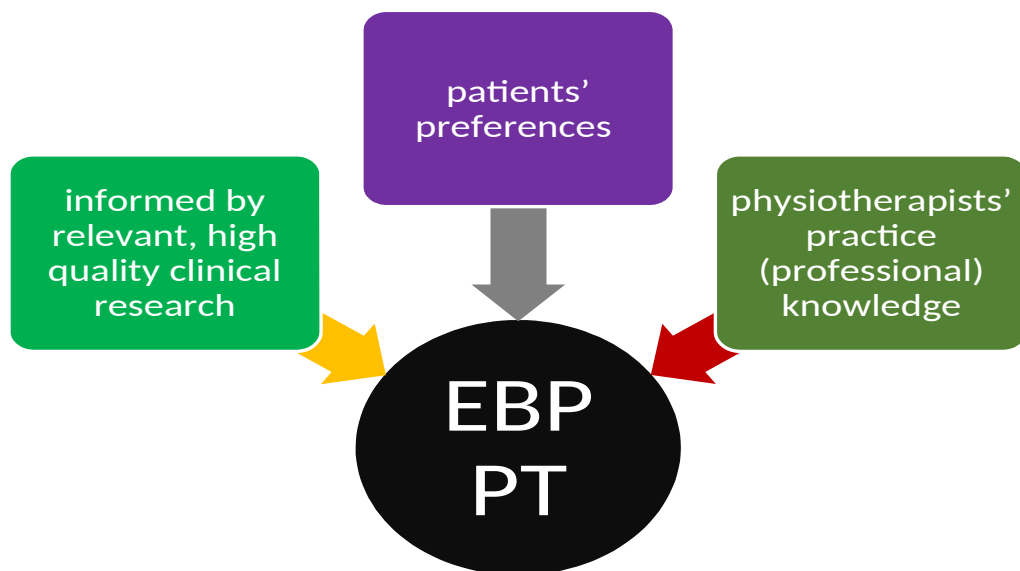 patients’
preferences
informed by
relevant, high
quality clinical
research
physiotherapists’
practice
(professional)
knowledge
EBP
PT